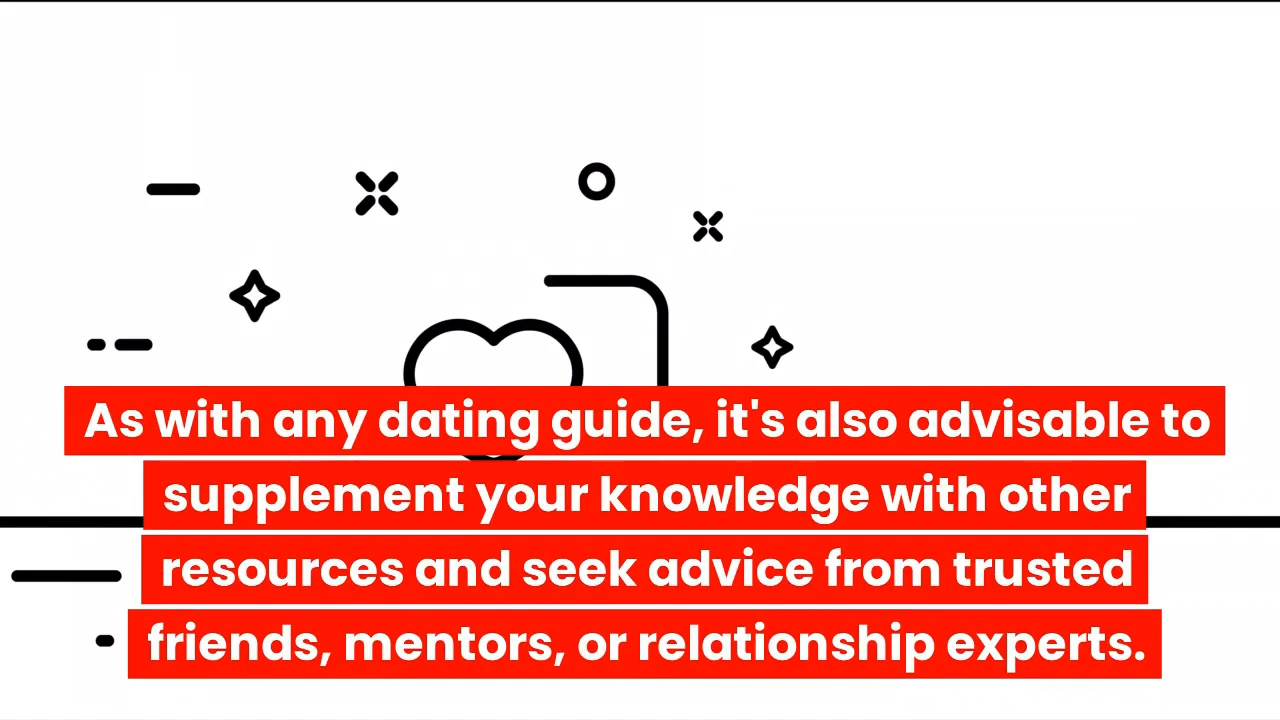 As with any dating guide, it's also advisable to
supplement your knowledge with other
resources and seek advice from trusted
friends, mentors, or relationship experts.